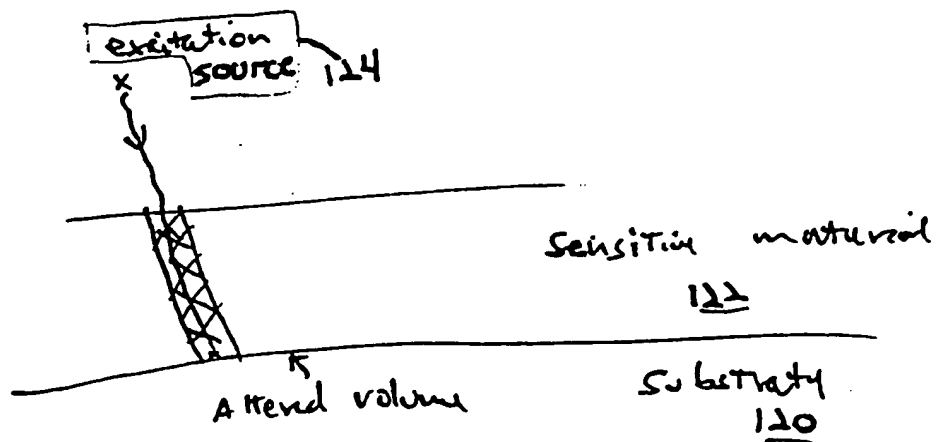 excitation
source 124
x
Sensitive material
122
Altered volume
Substrate
120